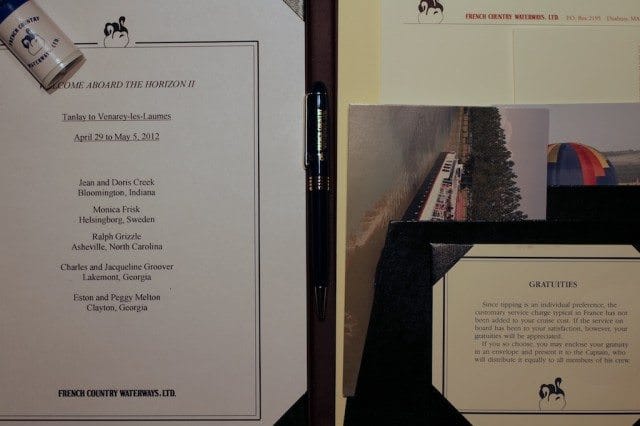 FRENCH COUNTRY
WATERWAYS, LTD.
WELCOME ABOARD THE HORIZON II
Tanlay to Venarey-les-Laumes
April 29 to May 5, 2012
Jean and Doris Creek
Bloomington, Indiana
Monica Frisk
Helsingborg, Sweden
Ralph Grizzle
Asheville, North Carolina
Charles and Jacqueline Groover
Lakemont, Georgia
Eston and Peggy Melton
Clayton, Georgia
FRENCH COUNTRY WATERWAYS, LTD.
FRENCH COUNTRY
FRENCH COUNTRY WATERWAYS, LTD. P.O. Box 2195 Duxbury, MA
GRATUITIES
Since tipping is an individual preference, the
customary service charge typical in France has not
been added to your cruise cost. If the service on
board has been to your satisfaction, however, your
gratuities will be appreciated.
If you so choose, you may enclose your gratuity
in an envelope and present it to the Captain, who
will distribute it equally to all members of his crew.